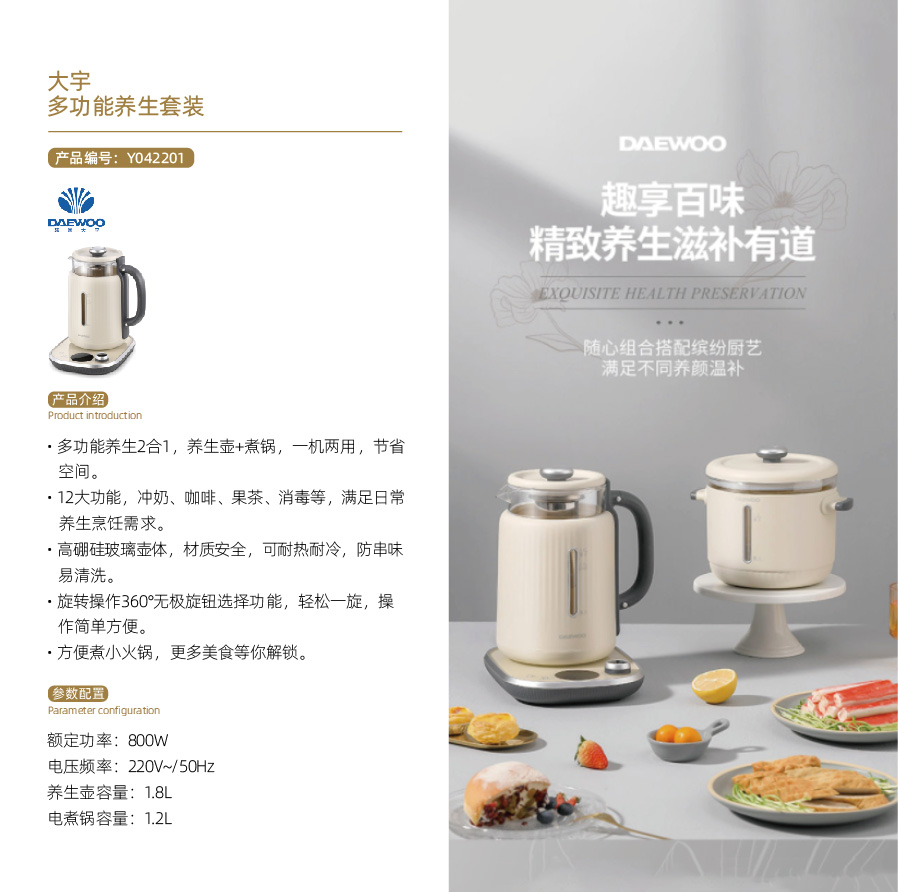 大宇
多功能养生套装
产品编号：Y042201
DAEWOO
产品介绍
Product introduction
• 多功能养生2合1，养生壶+煮锅，一机两用，节省
空间。
• 12大功能，冲奶、咖啡、果茶、消毒等，满足日常
养生烹饪需求。
• 高硼硅玻璃壶体，材质安全，可耐热耐冷，防串味
易清洗。
• 旋转操作360°无极旋钮选择功能，轻松一旋，操
作简单方便。
• 方便煮小火锅，更多美食等你解锁。
参数配置
Parameter configuration
额定功率：800W
电压频率：220V~/50Hz
养生壶容量：1.8L
电煮锅容量：1.2L
DAEWOO
趣享百味
精致养生滋补有道
EXQUISITE HEALTH PRESERVATION
随心组合搭配缤纷厨艺
满足不同养颜温补
DAEWOO